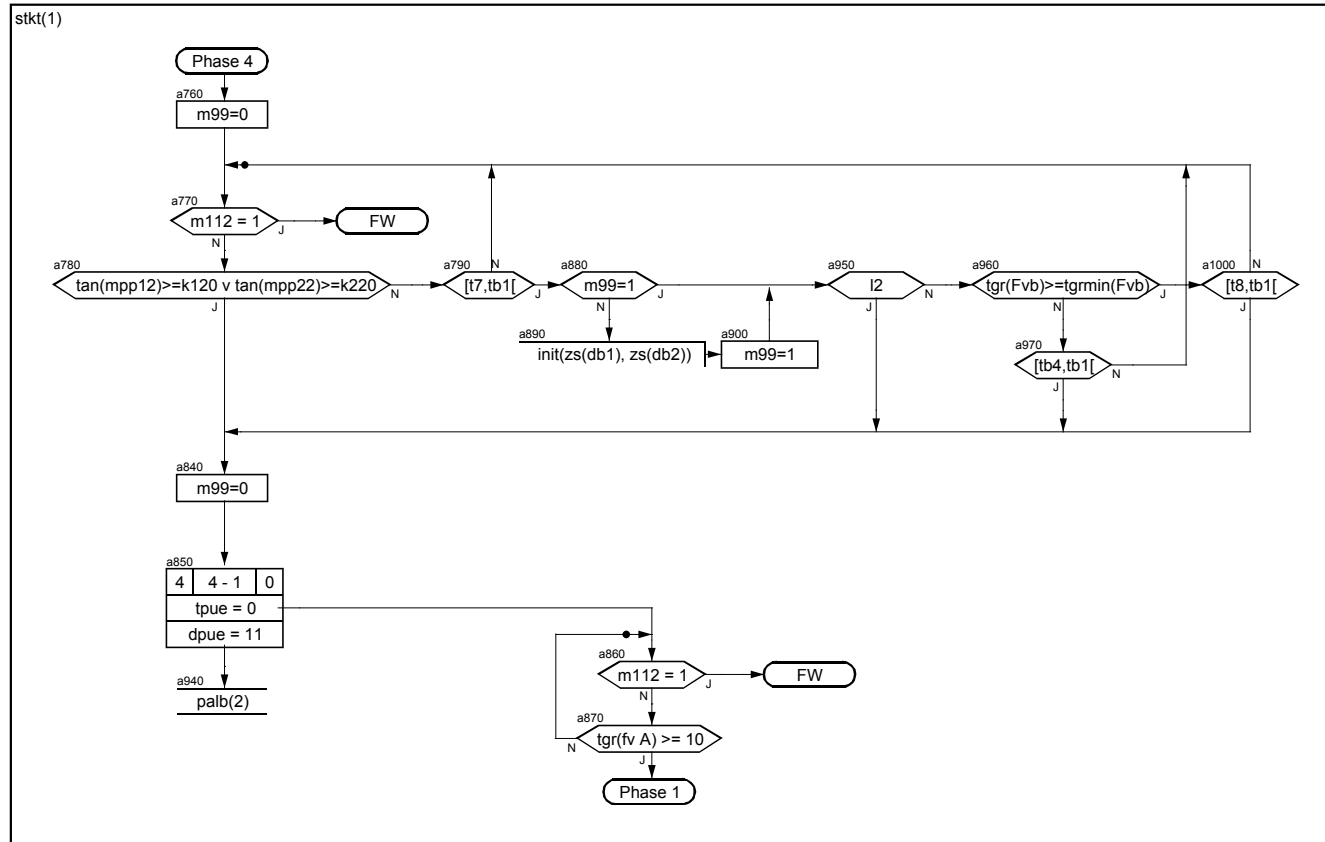 stkt(1)
Phase 4
a760
m99=0
a770
m112 = 1
J
FW
N
a780
tan(mpp12)>=k120 v tan(mpp22)>=k220
N
J
a790
[t7,tb1[
N
J
a880
m99=1
J
N
a890
init(zs(db1), zs(db2))
a900
m99=1
a950
I2
N
J
a960
tgr(Fvb)>=tgrmin(Fvb)
J
N
a970
[tb4,tb1[
N
J
a1000
[t8,tb1[
N
J
a840
m99=0
a850
4 4 - 1 0
tpue = 0
dpue = 11
a940
palb(2)
a860
m112 = 1
J
FW
N
a870
tgr(fv A) >= 10
N
J
Phase 1